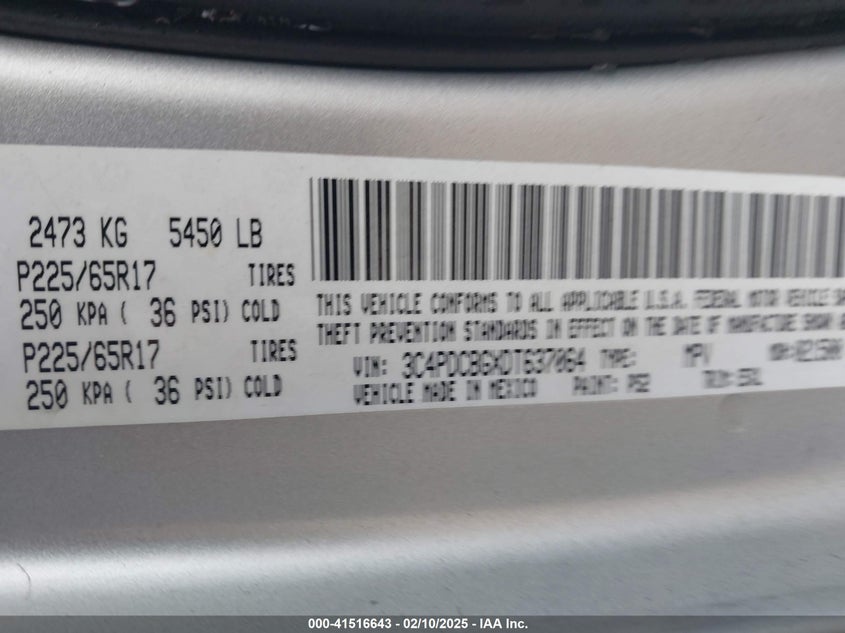 2473 KG 5450 LB
P225/65R17 TIRES
250 KPA ( 36 PSI) COLD
P225/65R17 TIRES
250 KPA ( 36 PSI) COLD
THIS VEHICLE CONFORMS TO ALL APPLICABLE U.S.A. FEDERAL MOTOR VEHICLE
THEFT PREVENTION STANDARDS IN EFFECT ON THE DATE OF MANUFACTURE SHOWN
VIN: 3C4PDCBGXDT637064 TYPE: MPV
VEHICLE MADE IN MEXICO PAINT: PS2 TRIM:
000-41516643 - 02/10/2025 - IAA Inc.